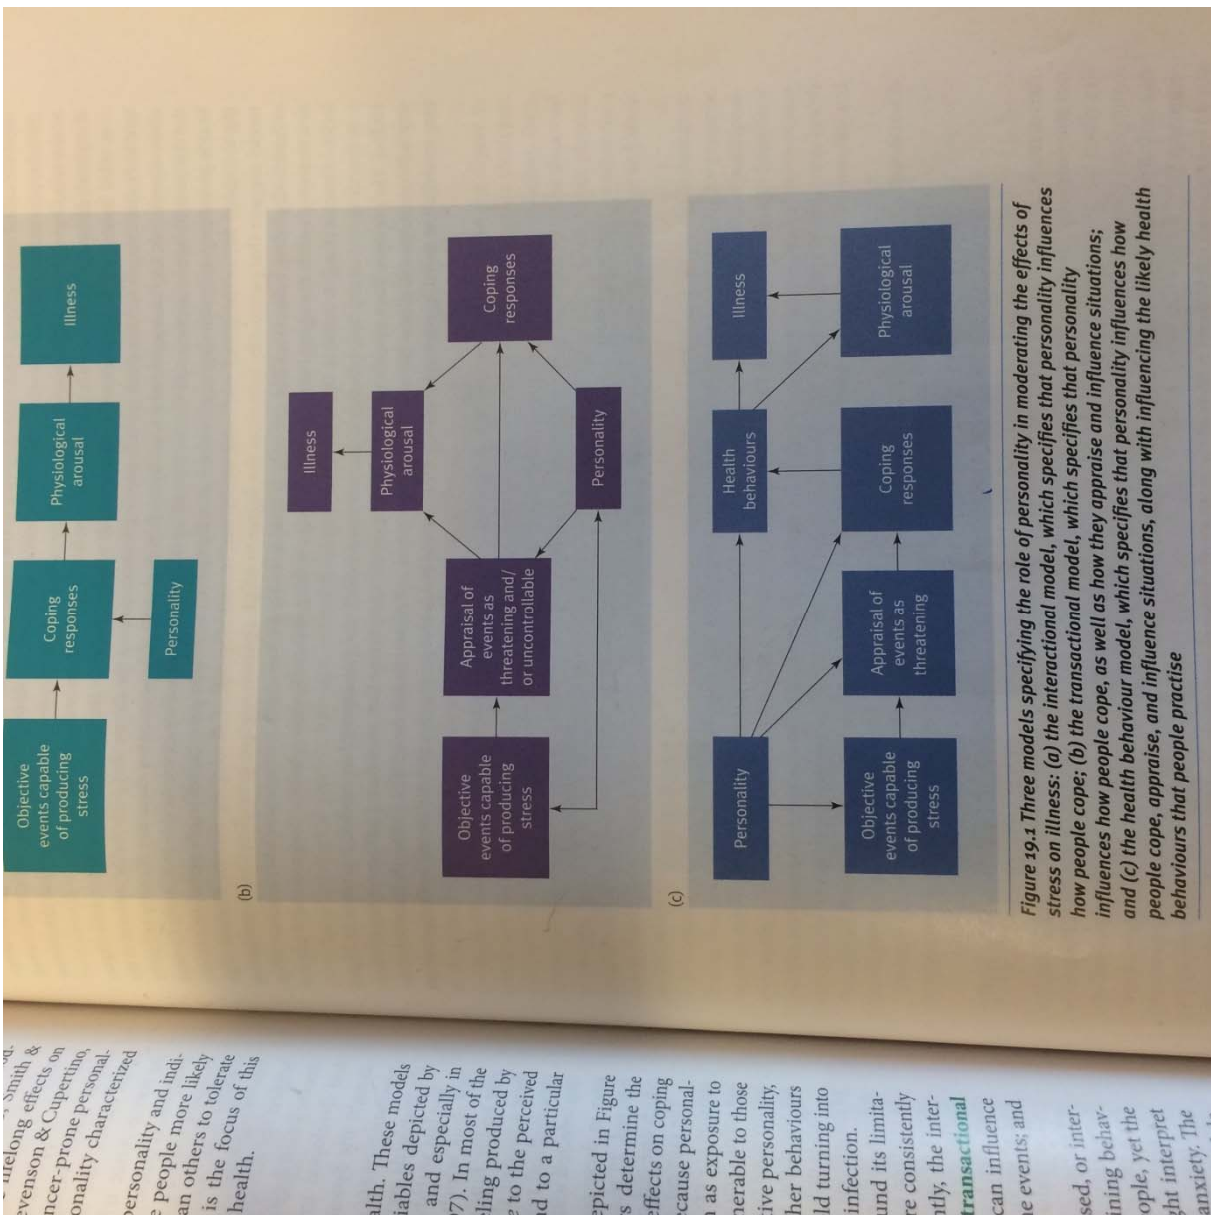 Objective
events capable
of producing
stress
Coping
responses
Physiological
arousal
Illness
Personality
(b)
Illness
Physiological
arousal
Objective
events capable
of producing
stress
Appraisal of
events as
threatening and/
or uncontrollable
Coping
responses
Personality
(c)
Personality
Health
behaviours
Illness
Objective
events capable
of producing
stress
Appraisal of
events as
threatening
Coping
responses
Physiological
arousal
Figure 19.1 Three models specifying the role of personality in moderating the effects of
stress on illness: (a) the interactional model, which specifies that personality influences
how people cope; (b) the transactional model, which specifies that personality
influences how people cope, as well as how they appraise and influence situations;
and (c) the health behaviour model, which specifies that personality influences how
people cope, appraise, and influence situations, along with influencing the likely health
behaviours that people practise
Smith &
lifelong effects on
evenson & Cupertino,
ncer-prone personal-
onality characterized
personality and indi-
e people more likely
an others to tolerate
is the focus of this
health.
alth. These models
iables depicted by
and especially in
97). In most of the
eling produced by
e to the perceived
nd to a particular
epicted in Figure
rs determine the
effects on coping
ecause personal-
as exposure to
nerable to those
ive personality,
her behaviours
ld turning into
infection.
und its limita-
re consistently
ntly, the inter-
transactional
can influence
he events; and
sed, or inter-
ining behav-
ople, yet the
ght interpret
anxiety. The